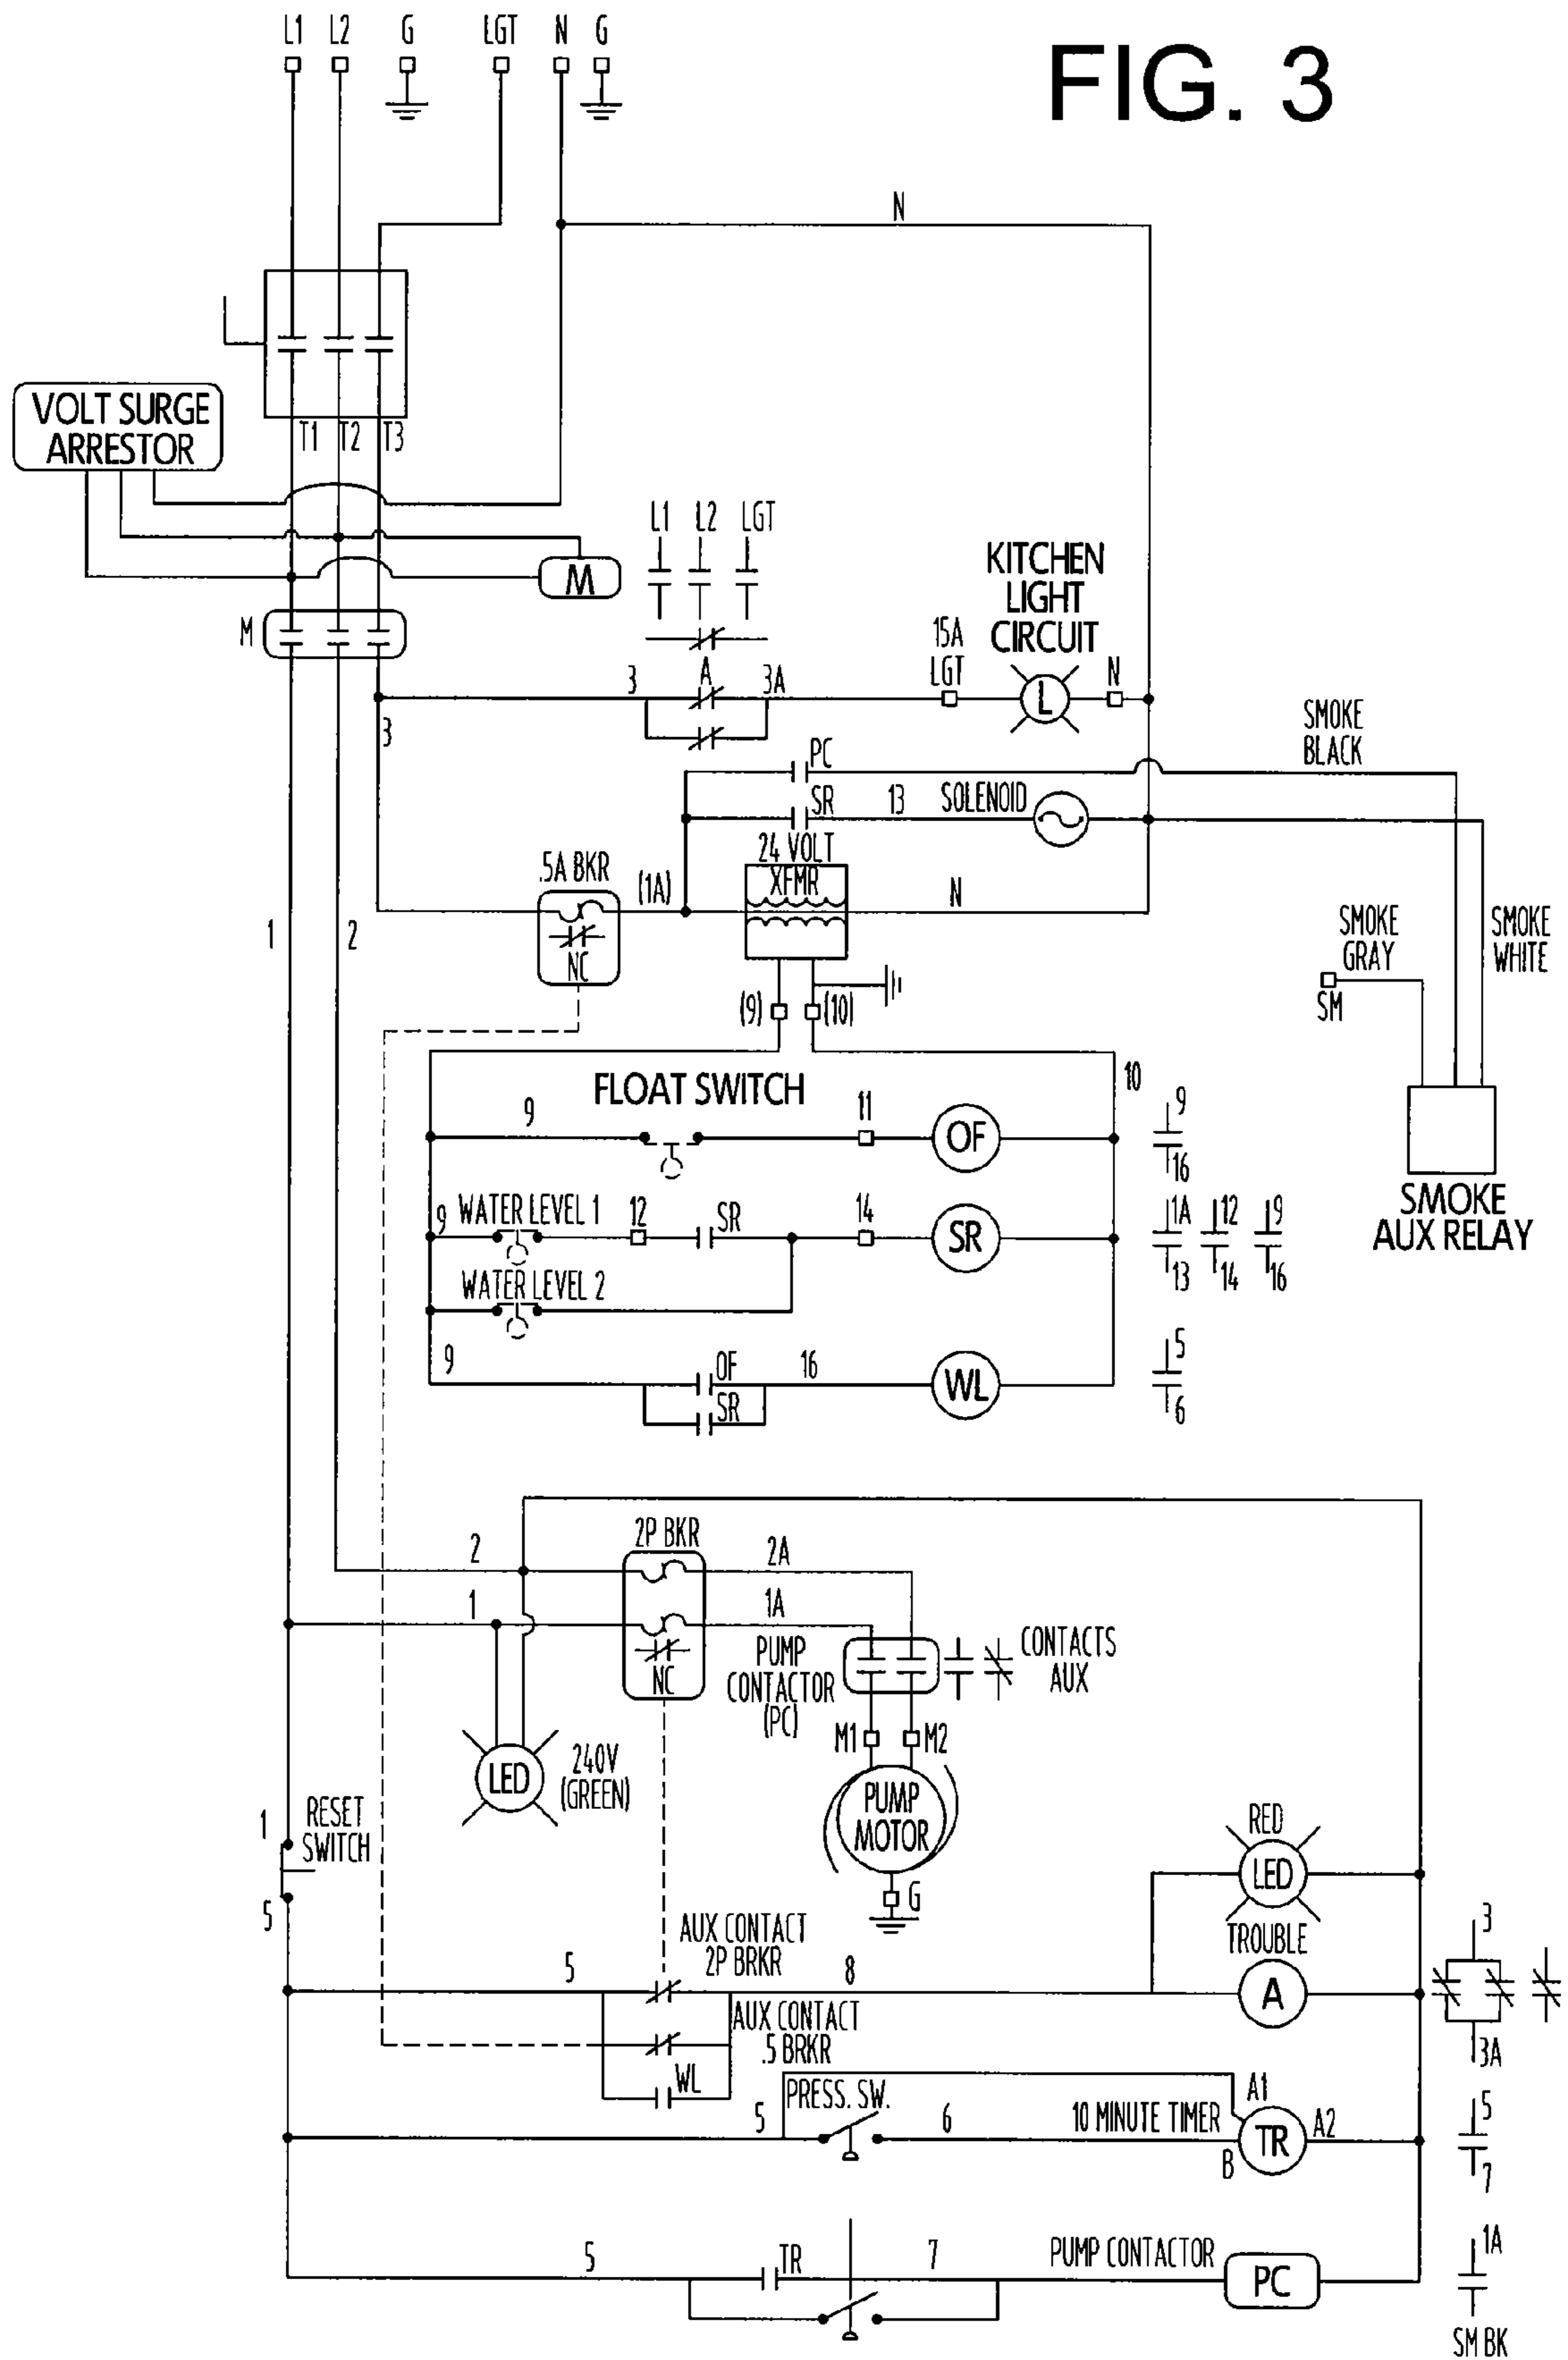 L1 L2 G LGT N G
FIG. 3
N
VOLT SURGE
ARRESTOR
T1 T2 T3
L1 L2 LGT
M
M
KITCHEN
LIGHT
CIRCUIT
15A
LGT
N
3 A 3A
L
3
SMOKE
BLACK
PC
SR 13 SOLENOID
24 VOLT
XFMR
.5A BKR
(1A)
N
NC
1 2
SMOKE
GRAY
SMOKE
WHITE
SM
(9) (10)
FLOAT SWITCH
10
9 11 OF
9
16
SMOKE
AUX RELAY
9 WATER LEVEL 1 12 SR 14 SR
1A 12 9
13 14 16
WATER LEVEL 2
9 OF 16 WL
SR
5
6
2P BKR
2 2A
1 1A
NC
PUMP
CONTACTOR
(PC)
CONTACTS
AUX
M1 M2
LED
240V
(GREEN)
PUMP
MOTOR
G
1
RESET
SWITCH
5
RED
LED
TROUBLE
AUX CONTACT
2P BRKR
5 8 A
3
3A
AUX CONTACT
.5 BRKR
WL
PRESS. SW.
5 6 10 MINUTE TIMER
A1
TR
A2
B
5
7
5 TR 7 PUMP CONTACTOR PC
1A
SM BK